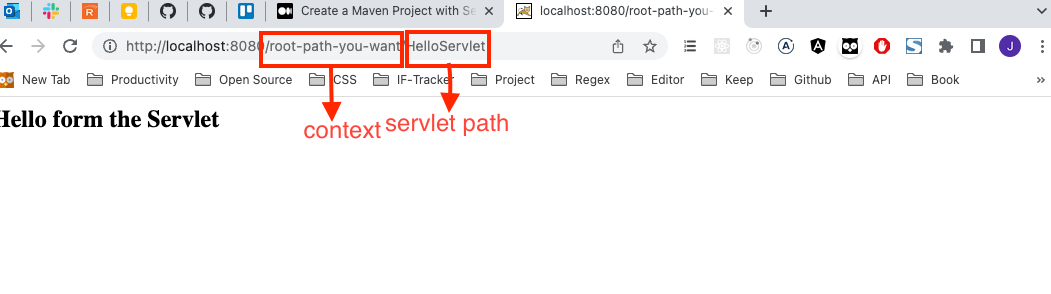 Create a Maven Project with Se
localhost:8080/root-path-you-
http://localhost:8080/root-path-you-want/HelloServlet
J
New Tab Productivity Open Source CSS IF-Tracker Project Regex Editor Keep Github API Book »
Hello form the Servlet
context servlet path